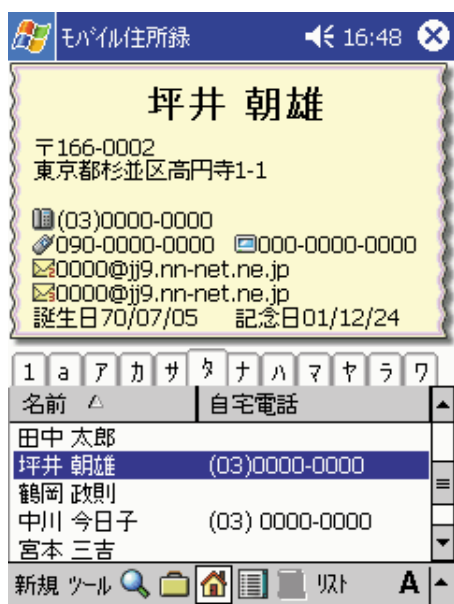 モバイル住所録 16:48
坪井 朝雄
〒166-0002
東京都杉並区高円寺1-1
(03)0000-0000
090-0000-0000 000-0000-0000
0000@jj9.nn-net.ne.jp
0000@jj9.nn-net.ne.jp
誕生日70/07/05 記念日01/12/24
1 a ア カ サ タ ナ ハ マ ヤ ラ ワ
名前 自宅電話
田中 太郎
坪井 朝雄 (03)0000-0000
鶴岡 政則
中川 今日子 (03) 0000-0000
宮本 三吉
新規 ツール リスト A